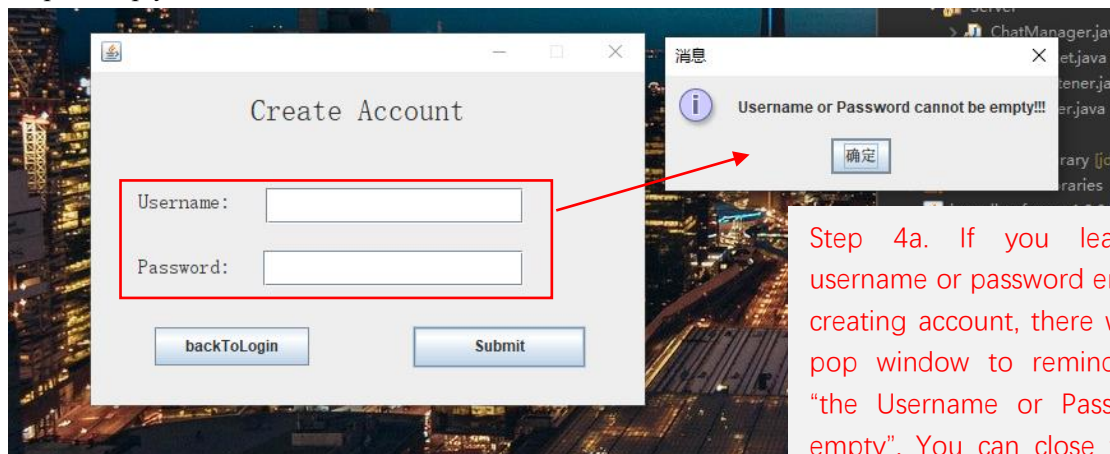 Server
ChatManager.jav
et.java
tener.ja
er.java
rary [jo
raries
Create Account
Username:
Password:
backToLogin
Submit
消息
Username or Password cannot be empty!!!
确定
Step 4a. If you lea
username or password e
creating account, there w
pop window to remind
“the Username or Pass
empty”. You can close